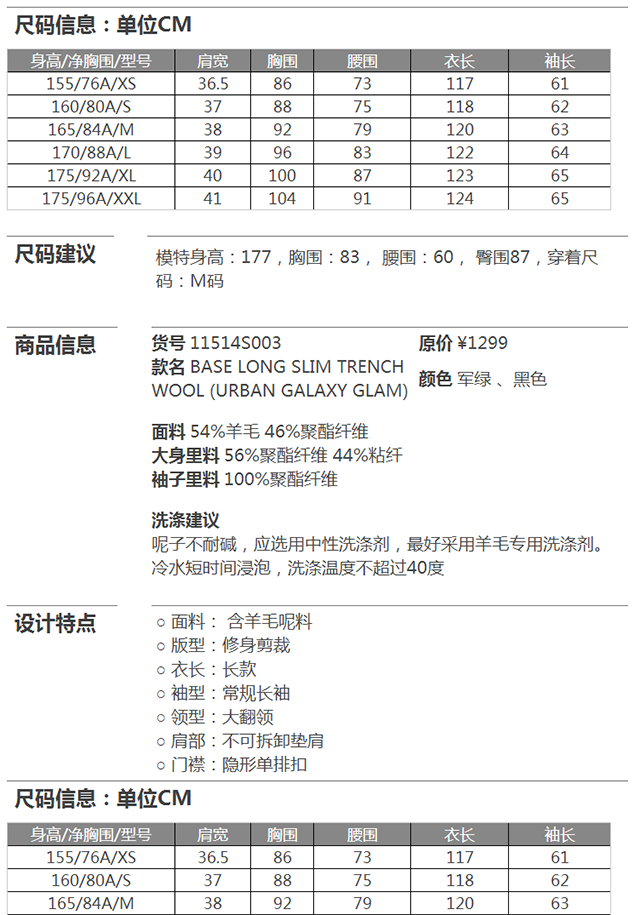 尺码信息：单位CM
身高/净胸围/型号 肩宽 胸围 腰围 衣长 袖长
155/76A/XS 36.5 86 73 117 61
160/80A/S 37 88 75 118 62
165/84A/M 38 92 79 120 63
170/88A/L 39 96 83 122 64
175/92A/XL 40 100 87 123 65
175/96A/XXL 41 104 91 124 65
尺码建议
模特身高：177，胸围：83， 腰围：60， 臀围87，穿着尺
码：M码
商品信息
货号 11514S003 原价 ¥1299
款名 BASE LONG SLIM TRENCH
WOOL (URBAN GALAXY GLAM)
颜色 军绿 、黑色
面料 54%羊毛 46%聚酯纤维
大身里料 56%聚酯纤维 44%粘纤
袖子里料 100%聚酯纤维
洗涤建议
呢子不耐碱，应选用中性洗涤剂，最好采用羊毛专用洗涤剂。
冷水短时间浸泡，洗涤温度不超过40度
设计特点
○ 面料： 含羊毛呢料
○ 版型：修身剪裁
○ 衣长：长款
○ 袖型：常规长袖
○ 领型：大翻领
○ 肩部：不可拆卸垫肩
○ 门襟：隐形单排扣
尺码信息：单位CM
身高/净胸围/型号 肩宽 胸围 腰围 衣长 袖长
155/76A/XS 36.5 86 73 117 61
160/80A/S 37 88 75 118 62
165/84A/M 38 92 79 120 63